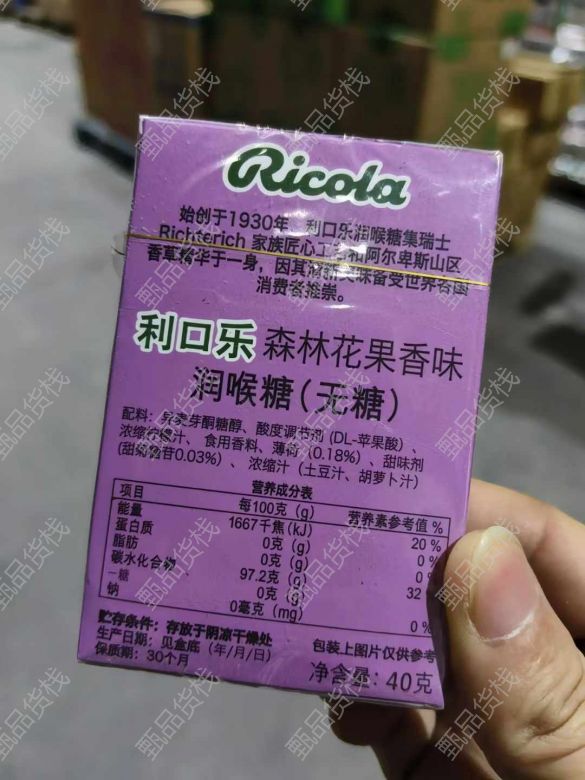 Ricola
始创于1930年，利口乐润喉糖集瑞士
Richterich 家族匠心工艺和阿尔卑斯山区
香草精华于一身，因其清新美味备受世界各国
消费者推崇。
利口乐 森林花果香味
润喉糖（无糖）
配料：异麦芽酮糖醇、酸度调节剂 (DL-苹果酸)、
浓缩柠檬汁、食用香料、薄荷 (0.18%)、甜味剂
(甜菊糖苷0.03%)、浓缩汁 (土豆汁、胡萝卜汁)
营养成分表
项目 每100克 (g) 营养素参考值 %
能量 1667千焦(kJ) 20 %
蛋白质 0克 (g) 0 %
脂肪 0克 (g) 0 %
碳水化合物 97.2克 (g) 32
—糖 0克 (g)
钠 0毫克 (mg) 0 %
贮存条件：存放于阴凉干燥处
生产日期：见盒底（年/月/日） 包装上图片仅供参考
保质期：30个月 净含量：40克
甄品货栈